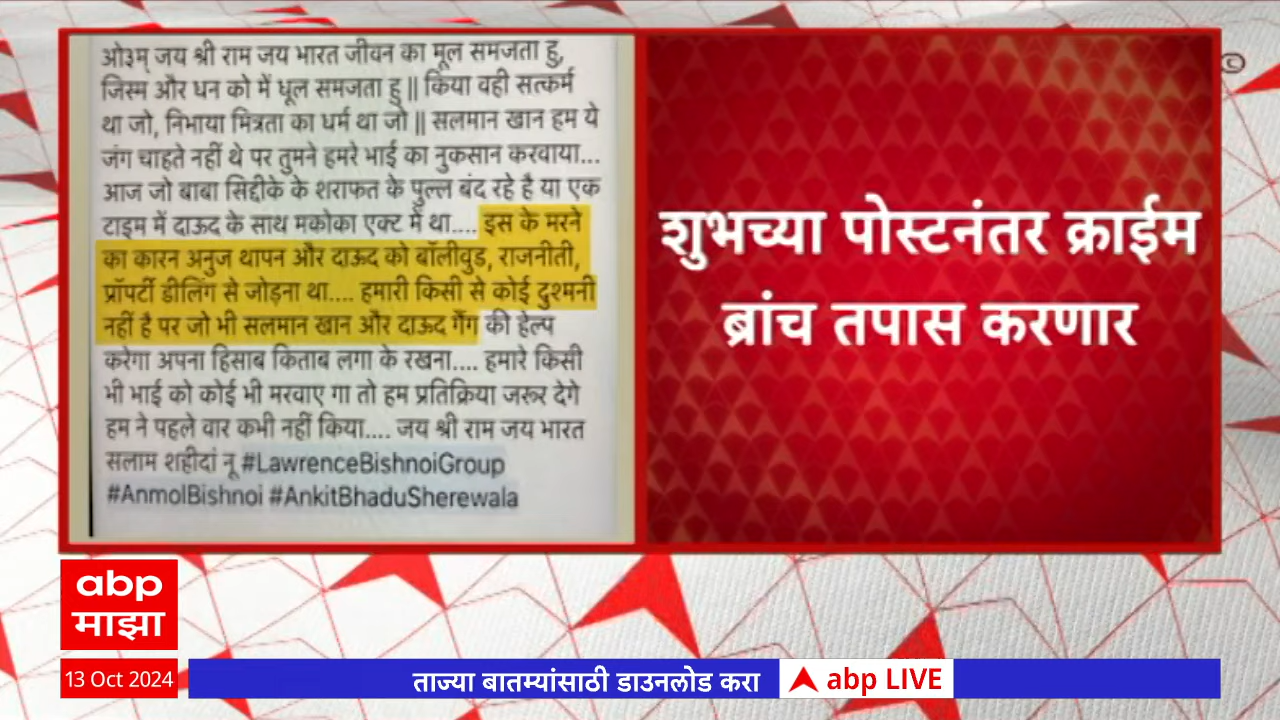 ओ३म् जय श्री राम जय भारत जीवन का मूल समजता हु,
जिस्म और धन को में धूल समजता हु || किया वही सत्कर्म
था जो, निभाया मित्रता का धर्म था जो || सलमान खान हम ये
जंग चाहते नहीं थे पर तुमने हमरे भाई का नुकसान करवाया...
आज जो बाबा सिद्दीके के शराफत के पुल्ल बंद रहे है या एक
टाइम में दाऊद के साथ मकोका एक्ट में था.... इस के मरने
का कारन अनुज थापन और दाऊद को बॉलीवुड, राजनीती,
प्रॉपर्टी डीलिंग से जोड़ना था.... हमारी किसी से कोई दुश्मनी
नहीं है पर जो भी सलमान खान और दाऊद गेंग की हेल्प
करेगा अपना हिसाब किताब लगा के रखना.... हमारे किसी
भी भाई को कोई भी मरवाए गा तो हम प्रतिक्रिया जरूर देगे
हम ने पहले वार कभी नहीं किया.... जय श्री राम जय भारत
सलाम शहीदां नू #LawrenceBishnoiGroup
#AnmolBishnoi #AnkitBhaduSherewala
©
शुभच्या पोस्टनंतर क्राईम
ब्रांच तपास करणार
abp
माझा
13 Oct 2024
ताज्या बातम्यांसाठी डाउनलोड करा
abp LIVE